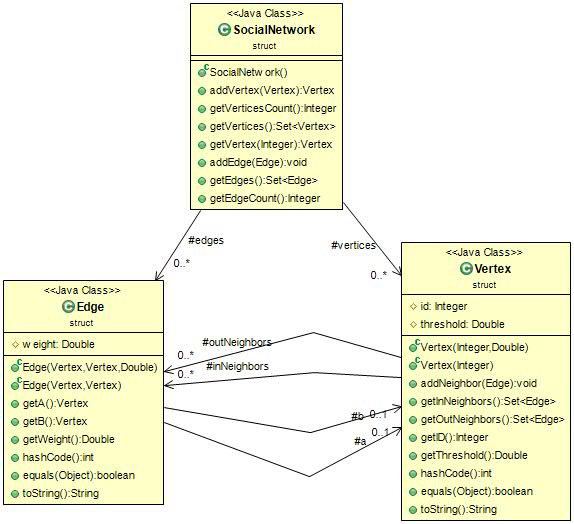 <<Java Class>>
SocialNetwork
struct
SocialNetwork()
addVertex(Vertex):Vertex
getVerticesCount():Integer
getVertices():Set<Vertex>
getVertex(Integer):Vertex
addEdge(Edge):void
getEdges():Set<Edge>
getEdgeCount():Integer
#edges
0..*
#vertices
0..*
<<Java Class>>
Edge
struct
weight: Double
Edge(Vertex,Vertex,Double)
Edge(Vertex,Vertex)
getA():Vertex
getB():Vertex
getWeight():Double
hashCode():int
equals(Object):boolean
toString():String
#outNeighbors
0..*
#inNeighbors
0..*
#b
0..1
#a
0..1
<<Java Class>>
Vertex
struct
id: Integer
threshold: Double
Vertex(Integer,Double)
Vertex(Integer)
addNeighbor(Edge):void
getInNeighbors():Set<Edge>
getOutNeighbors():Set<Edge>
getID():Integer
getThreshold():Double
hashCode():int
equals(Object):boolean
toString():String